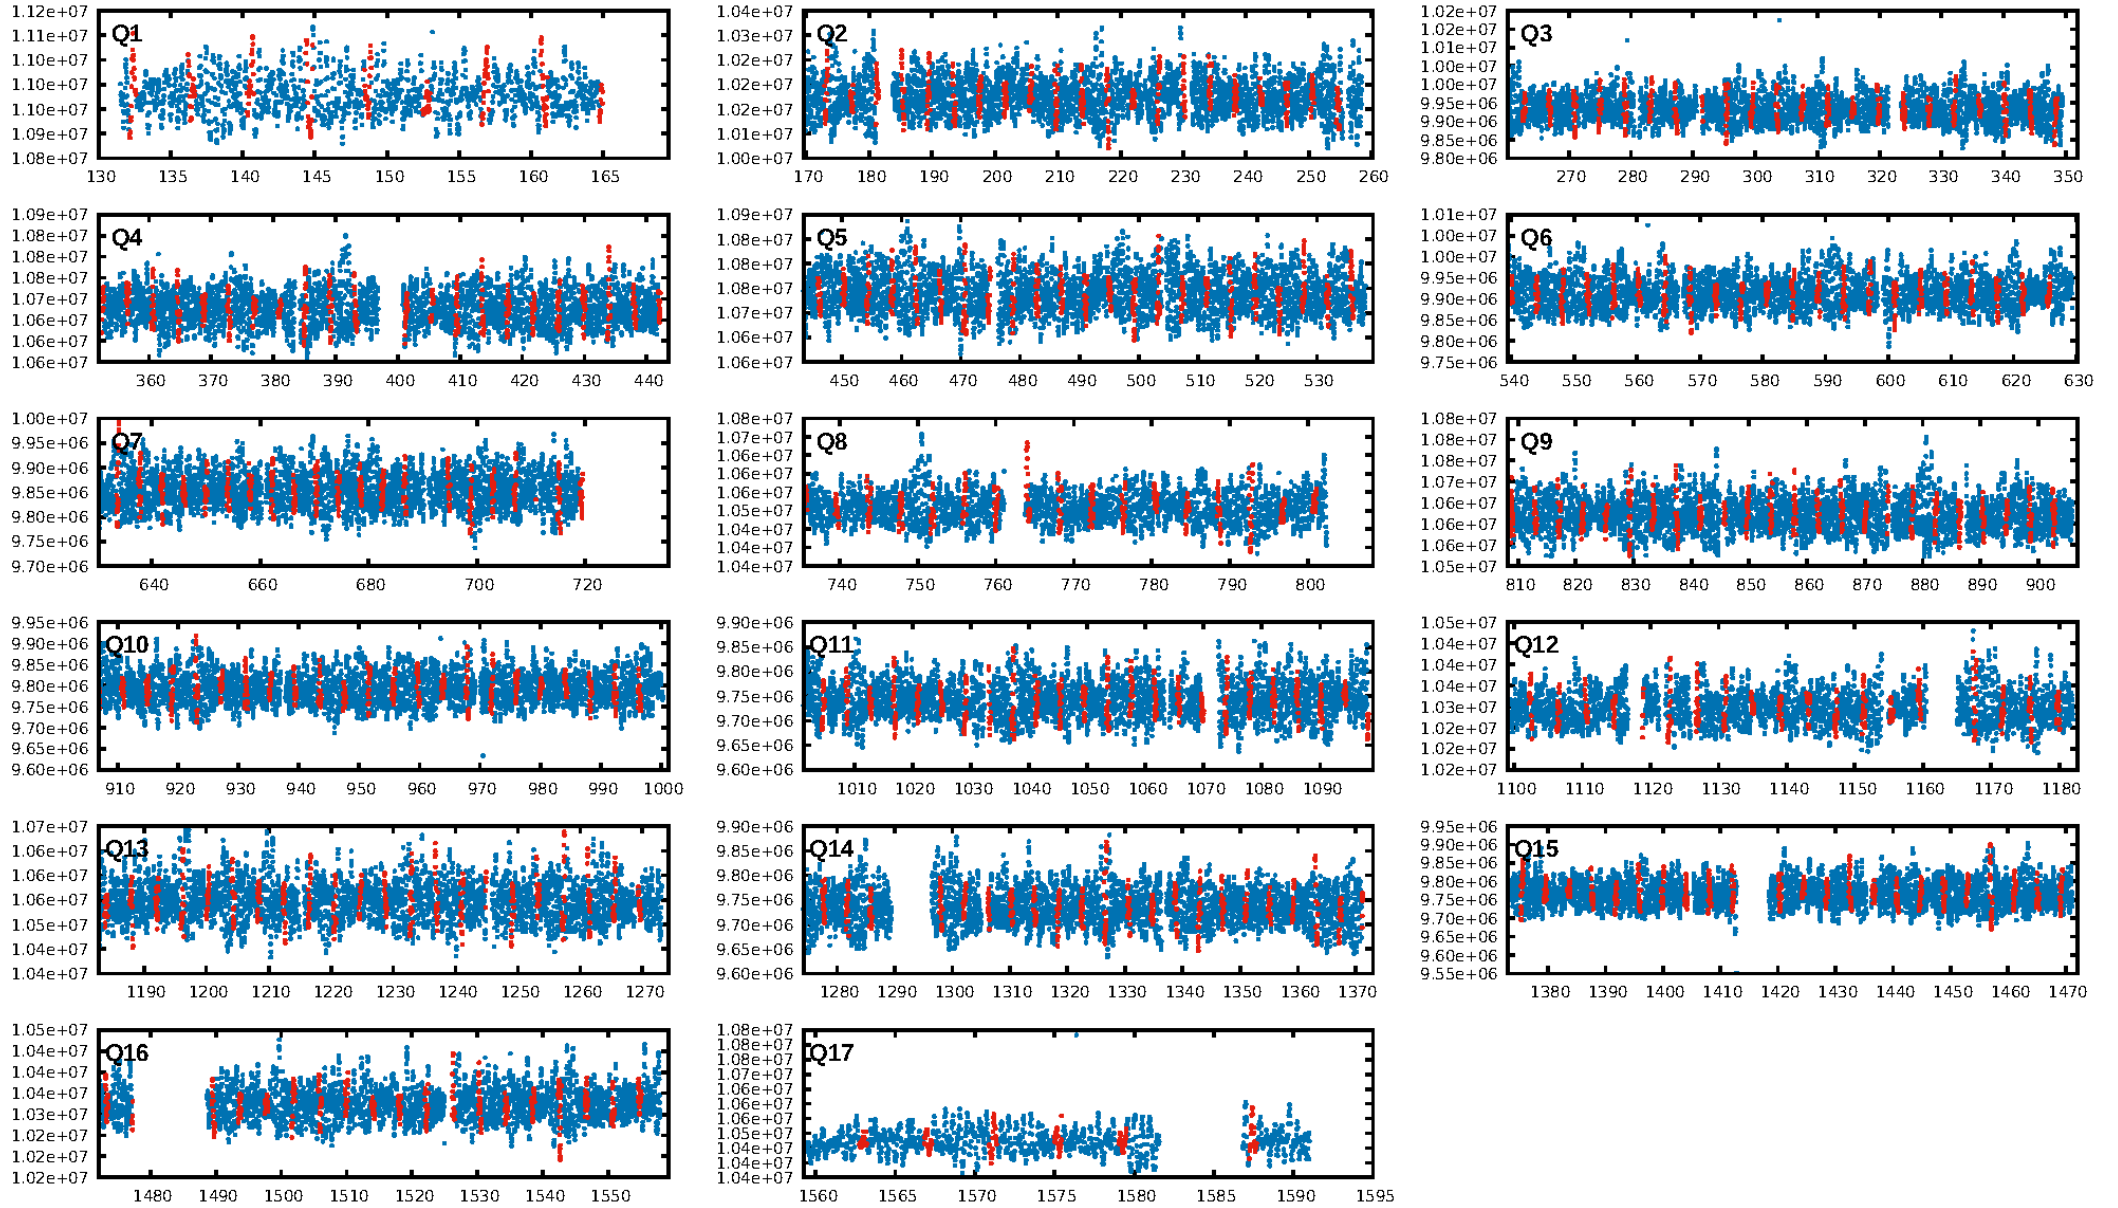 1.12e+07 1.11e+07 1.10e+07 1.10e+07 1.10e+07 1.09e+07 1.08e+07
Q1
130 135 140 145 150 155 160 165
1.04e+07 1.03e+07 1.02e+07 1.02e+07 1.01e+07 1.00e+07
Q2
170 180 190 200 210 220 230 240 250 260
1.02e+07 1.02e+07 1.01e+07 1.00e+07 1.00e+07 9.95e+06 9.90e+06 9.85e+06 9.80e+06
Q3
270 280 290 300 310 320 330 340 350
1.09e+07 1.08e+07 1.08e+07 1.08e+07 1.07e+07 1.06e+07 1.06e+07 1.06e+07
Q4
360 370 380 390 400 410 420 430 440
1.09e+07 1.08e+07 1.08e+07 1.08e+07 1.07e+07 1.06e+07 1.06e+07
Q5
450 460 470 480 490 500 510 520 530
1.01e+07 1.00e+07 1.00e+07 9.95e+06 9.90e+06 9.85e+06 9.80e+06 9.75e+06
Q6
540 550 560 570 580 590 600 610 620 630
1.00e+07 9.95e+06 9.90e+06 9.85e+06 9.80e+06 9.75e+06 9.70e+06
Q7
640 660 680 700 720
1.08e+07 1.07e+07 1.06e+07 1.06e+07 1.06e+07 1.05e+07 1.04e+07 1.04e+07 1.04e+07
Q8
740 750 760 770 780 790 800
1.08e+07 1.08e+07 1.08e+07 1.07e+07 1.06e+07 1.06e+07 1.06e+07 1.05e+07
Q9
810 820 830 840 850 860 870 880 890 900
9.95e+06 9.90e+06 9.85e+06 9.80e+06 9.75e+06 9.70e+06 9.65e+06 9.60e+06
Q10
910 920 930 940 950 960 970 980 990 1000
9.90e+06 9.85e+06 9.80e+06 9.75e+06 9.70e+06 9.65e+06 9.60e+06
Q11
1010 1020 1030 1040 1050 1060 1070 1080 1090
1.05e+07 1.04e+07 1.04e+07 1.04e+07 1.03e+07 1.02e+07 1.02e+07 1.02e+07
Q12
1100 1110 1120 1130 1140 1150 1160 1170 1180
1.07e+07 1.06e+07 1.06e+07 1.06e+07 1.05e+07 1.04e+07 1.04e+07
Q13
1190 1200 1210 1220 1230 1240 1250 1260 1270
9.90e+06 9.85e+06 9.80e+06 9.75e+06 9.70e+06 9.65e+06 9.60e+06
Q14
1280 1290 1300 1310 1320 1330 1340 1350 1360 1370
9.95e+06 9.90e+06 9.85e+06 9.80e+06 9.75e+06 9.70e+06 9.65e+06 9.60e+06 9.55e+06
Q15
1380 1390 1400 1410 1420 1430 1440 1450 1460 1470
1.05e+07 1.04e+07 1.04e+07 1.04e+07 1.03e+07 1.02e+07 1.02e+07 1.02e+07
Q16
1480 1490 1500 1510 1520 1530 1540 1550
1.08e+07 1.08e+07 1.08e+07 1.07e+07 1.06e+07 1.06e+07 1.06e+07 1.05e+07 1.04e+07 1.04e+07 1.04e+07
Q17
1560 1565 1570 1575 1580 1585 1590 1595